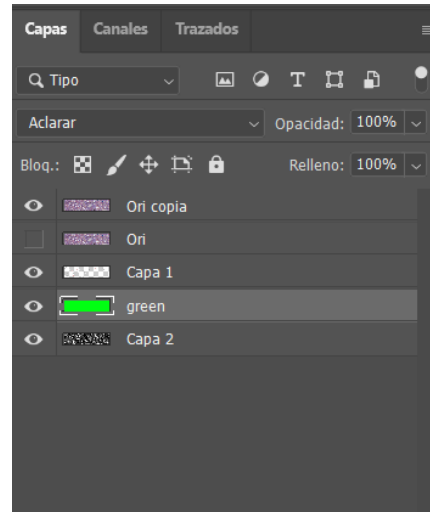 Capas Canales Trazados
Tipo T
Aclarar Opacidad: 100%
Bloq.: Relleno: 100%
Ori copia
Ori
Capa 1
green
Capa 2